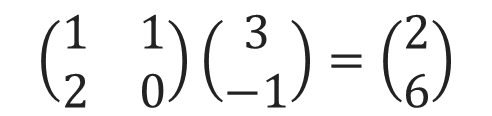 (1 1) (3) = (2)
(2 0) (−1) (6)